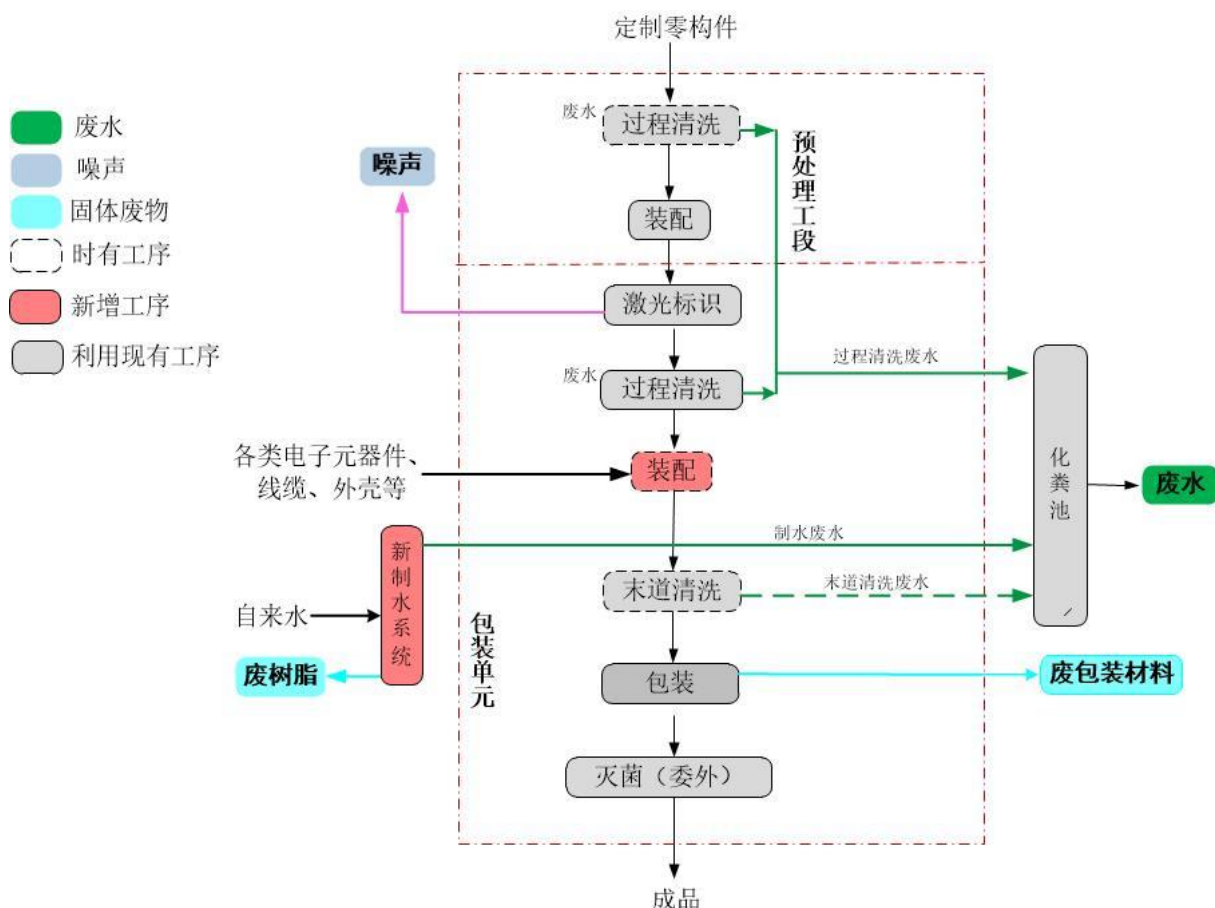 定制零构件
废水
噪声
固体废物
时有工序
新增工序
利用现有工序
废水
过程清洗
预处理工段
噪声
装配
激光标识
废水
过程清洗
过程清洗废水
各类电子元器件、
线缆、外壳等
装配
化粪池
废水
新制水系统
制水废水
自来水
末道清洗
末道清洗废水
包装单元
废树脂
包装
废包装材料
灭菌（委外）
成品